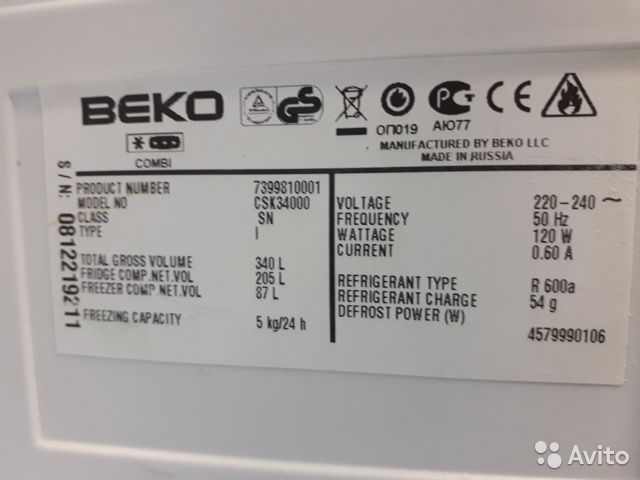 BEKO
COMBI
ОП019 АЮ77
MANUFACTURED BY BEKO LLC
MADE IN RUSSIA
S / N: 0812219211
PRODUCT NUMBER 7399810001
MODEL NO CSK34000
CLASS SN
TYPE I
TOTAL GROSS VOLUME 340 L
FRIDGE COMP.NET.VOL 205 L
FREEZER COMP.NET.VOL 87 L
FREEZING CAPACITY 5 kg/24 h
VOLTAGE 220-240 ~
FREQUENCY 50 Hz
WATTAGE 120 W
CURRENT 0.60 A
REFRIGERANT TYPE R 600a
REFRIGERANT CHARGE 54 g
DEFROST POWER (W)
4579990106
Avito